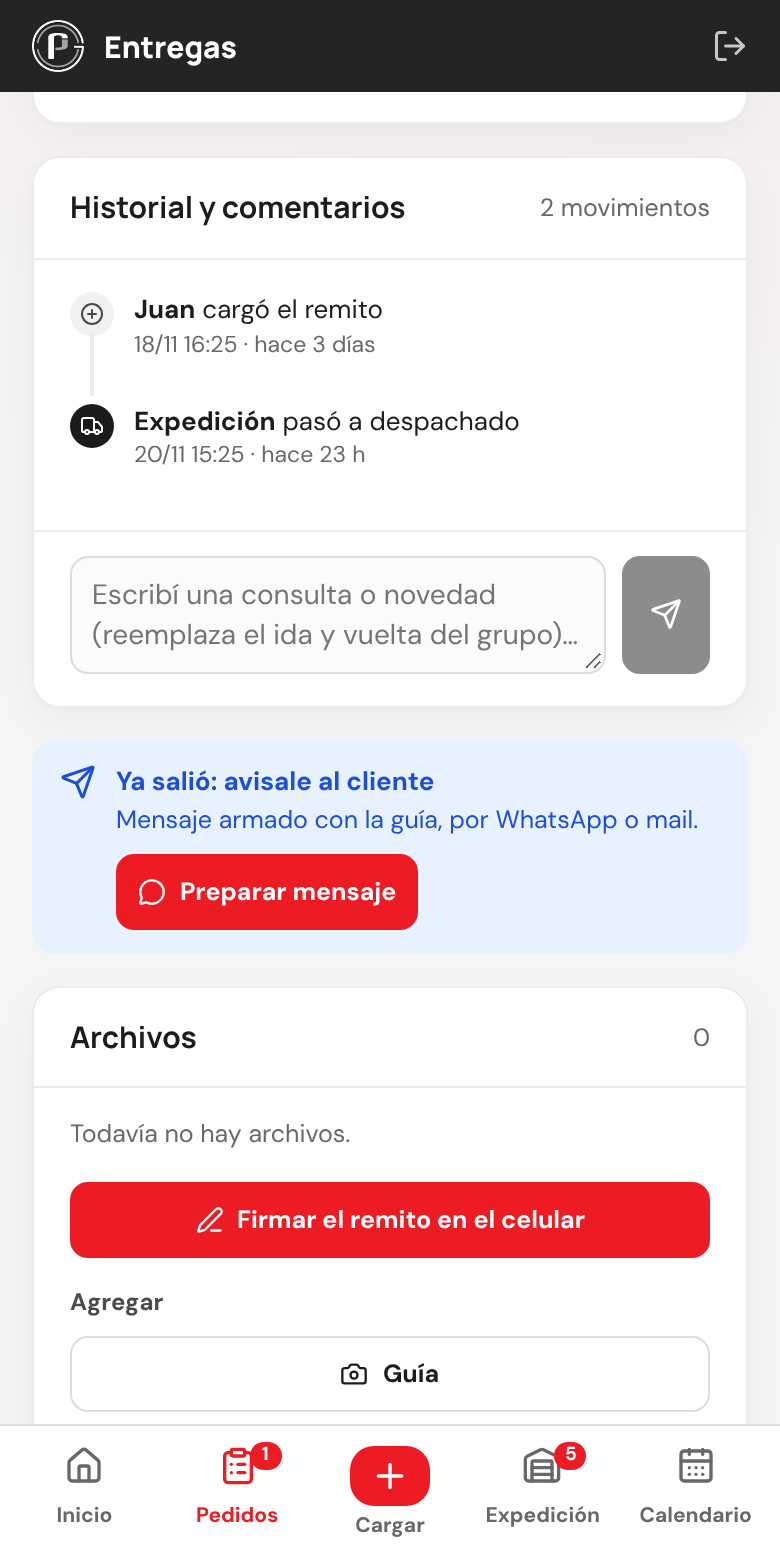 Entregas
Historial y comentarios
2 movimientos
Juan cargó el remito
18/11 16:25 · hace 3 días
Expedición pasó a despachado
20/11 15:25 · hace 23 h
Escribí una consulta o novedad
(reemplaza el ida y vuelta del grupo)...
Ya salió: avisale al cliente
Mensaje armado con la guía, por WhatsApp o mail.
Preparar mensaje
Archivos
0
Todavía no hay archivos.
Firmar el remito en el celular
Agregar
Guía
1
5
Inicio
Pedidos
Cargar
Expedición
Calendario